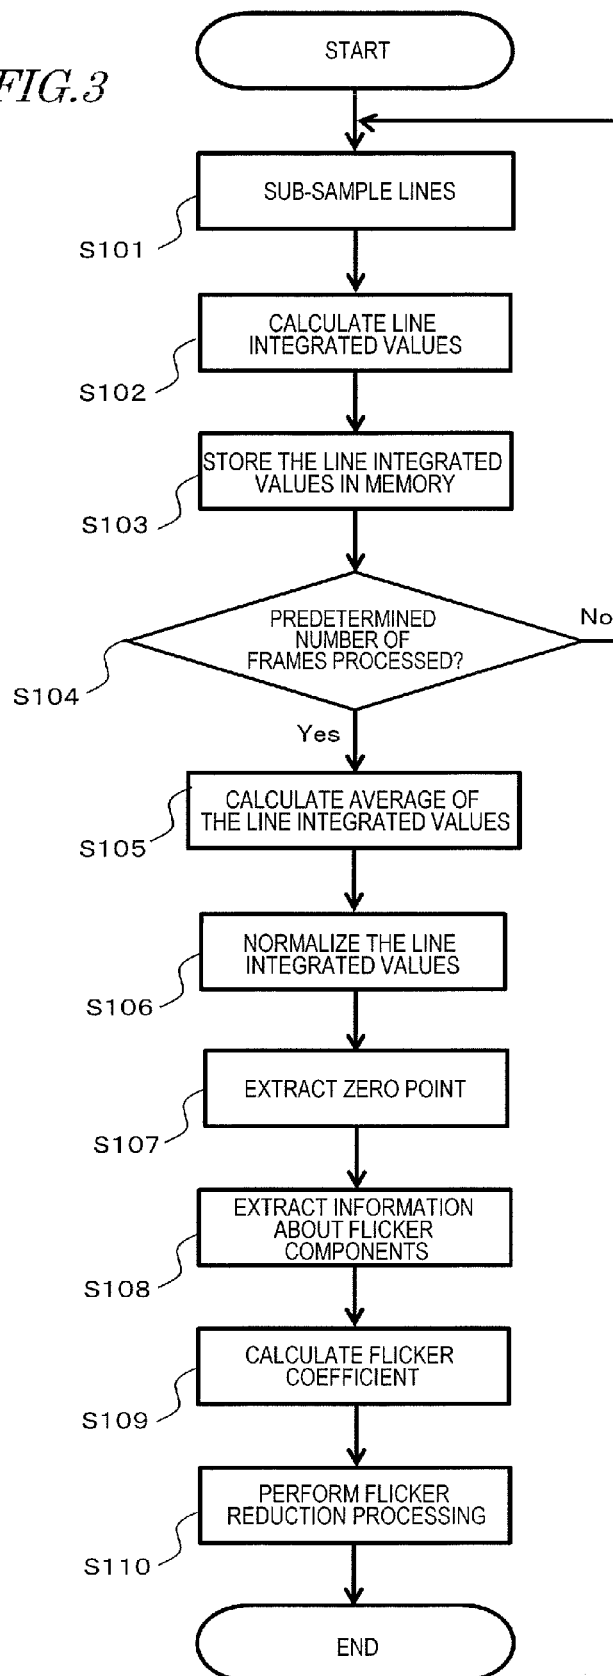 FIG.3
START
SUB-SAMPLE LINES
S101
CALCULATE LINE
INTEGRATED VALUES
S102
STORE THE LINE INTEGRATED
VALUES IN MEMORY
S103
PREDETERMINED
NUMBER OF
FRAMES PROCESSED?
No
S104
Yes
CALCULATE AVERAGE OF
THE LINE INTEGRATED VALUES
S105
NORMALIZE THE LINE
INTEGRATED VALUES
S106
EXTRACT ZERO POINT
S107
EXTRACT INFORMATION
ABOUT FLICKER
COMPONENTS
S108
CALCULATE FLICKER
COEFFICIENT
S109
PERFORM FLICKER
REDUCTION PROCESSING
S110
END